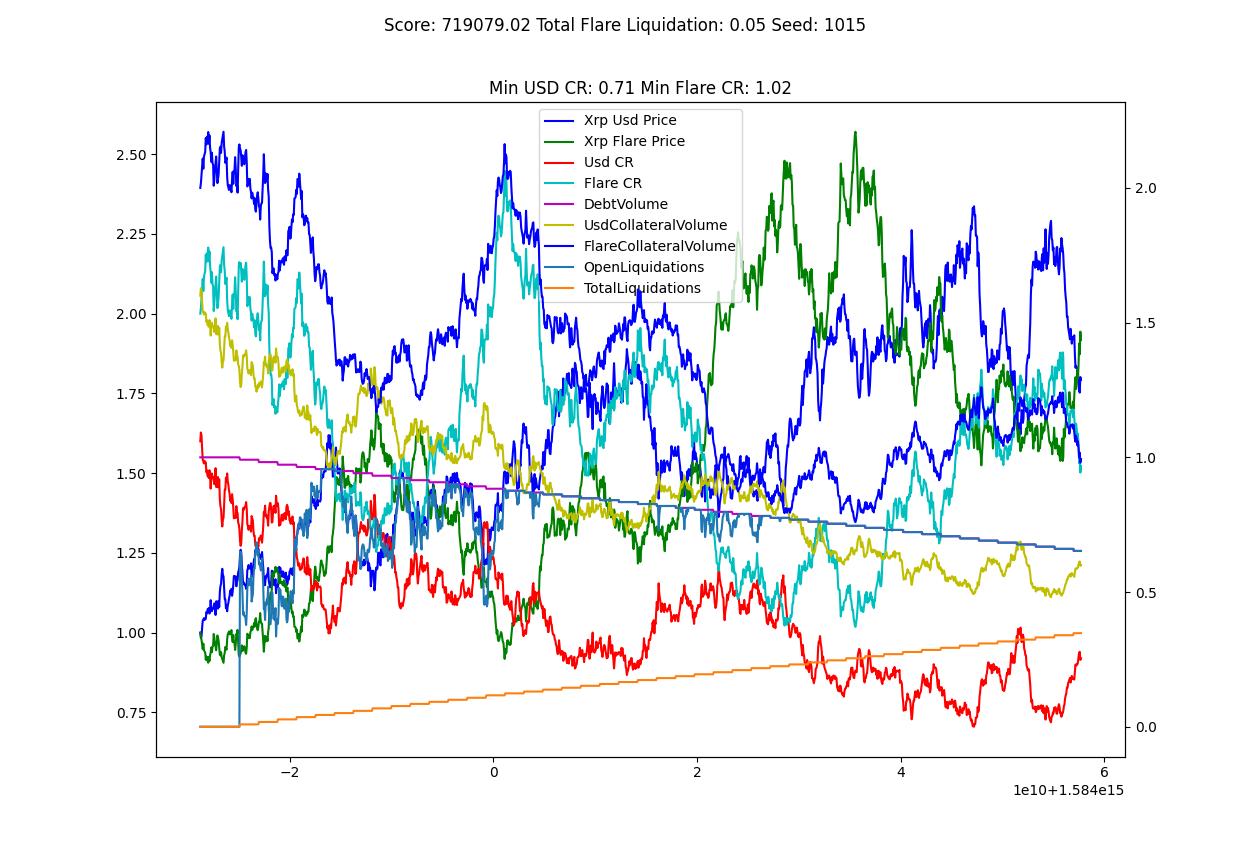 Score: 719079.02 Total Flare Liquidation: 0.05 Seed: 1015
Min USD CR: 0.71 Min Flare CR: 1.02
Xrp Usd Price
Xrp Flare Price
Usd CR
Flare CR
DebtVolume
UsdCollateralVolume
FlareCollateralVolume
OpenLiquidations
TotalLiquidations
2.50
2.25
2.00
1.75
1.50
1.25
1.00
0.75
2.0
1.5
1.0
0.5
0.0
−2 0 2 4 6
1e10+1.584e15